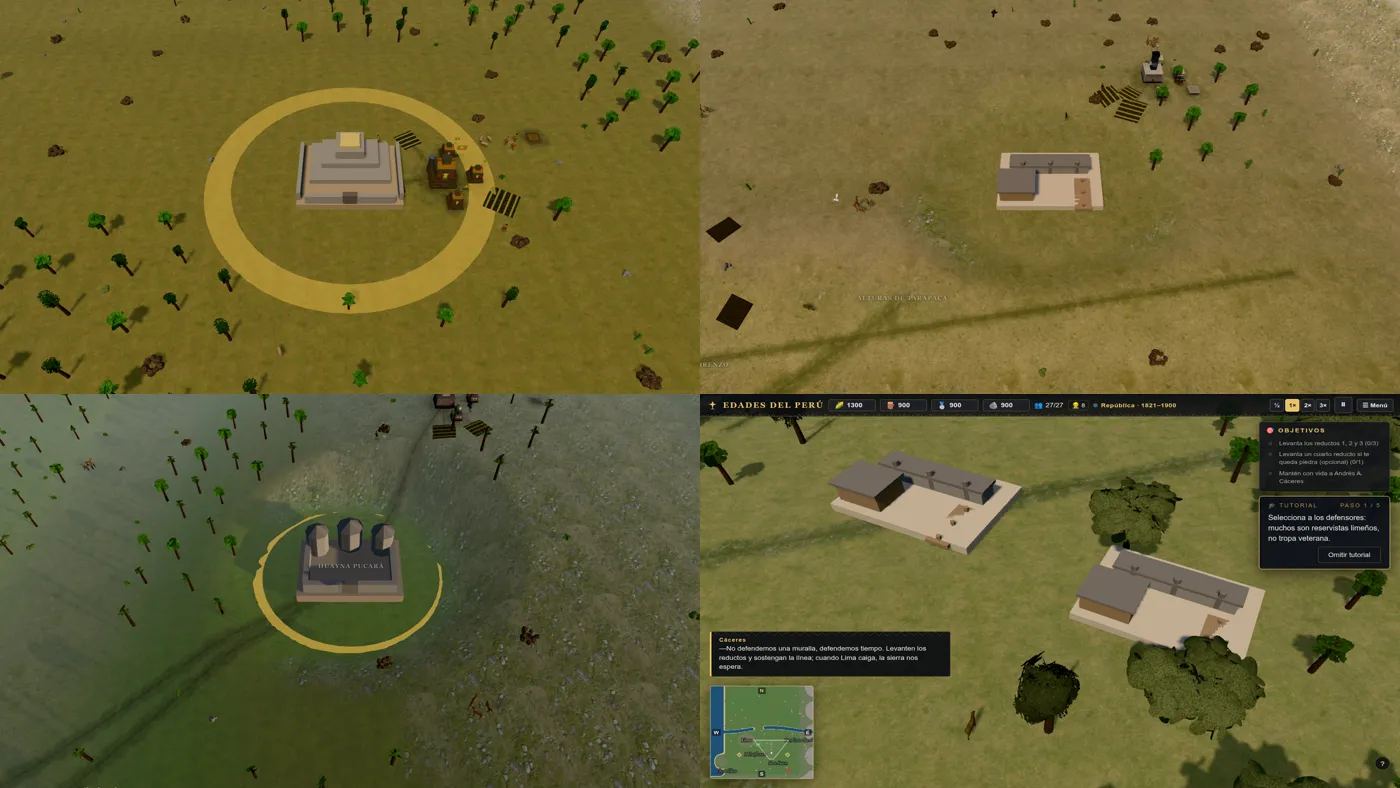 ALTURAS DE TARAPACÁ
HUAYNA PUCARÁ
EDADES DEL PERÚ
1300
900
900
900
27/27
8
República · 1821–1900
½
1×
2×
3×
Menú
OBJETIVOS
Levanta los reductos 1, 2 y 3 (0/3)
Levanta un cuarto reducto si te
queda piedra (opcional) (0/1)
Mantén con vida a Andrés A.
Cáceres
TUTORIAL
PASO 1 / 5
Selecciona a los defensores:
muchos son reservistas limeños,
no tropa veterana.
Omitir tutorial
Cáceres
—No defendemos una muralla, defendemos tiempo. Levanten los
reductos y sostengan la línea; cuando Lima caiga, la sierra nos
espera.
N
W
E
S
?